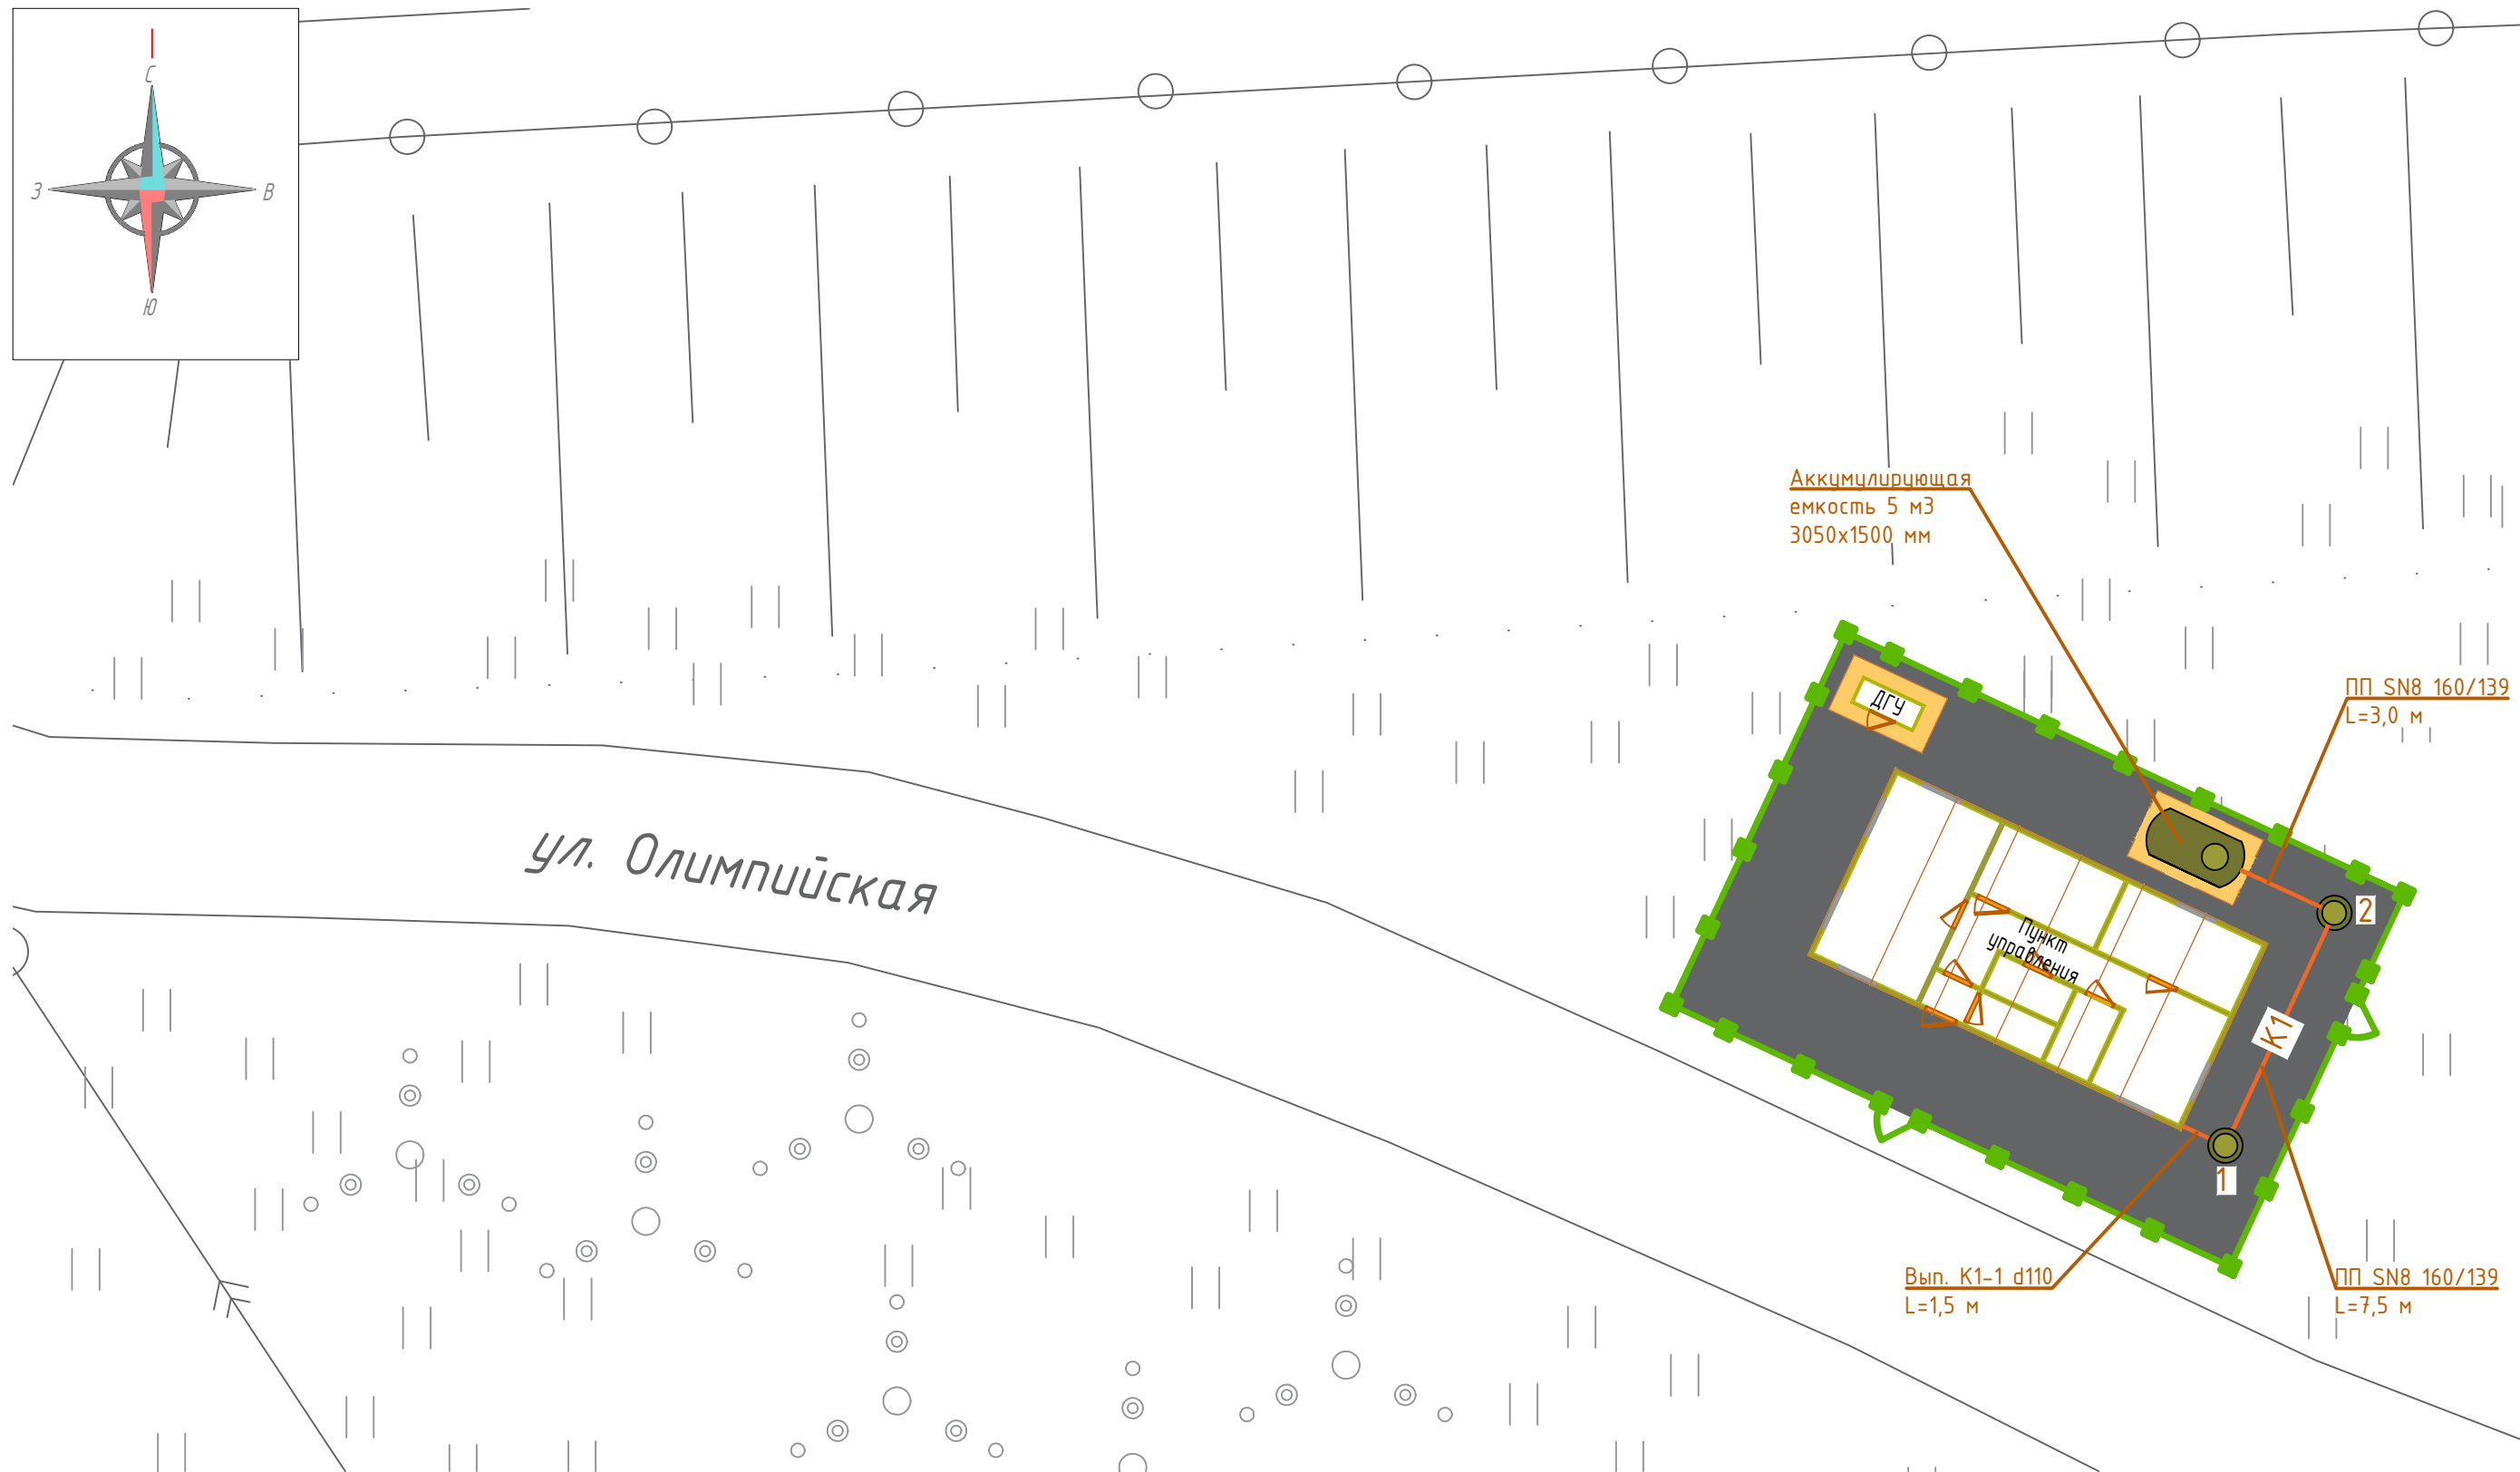 С
З
В
Ю
Аккумулирующая
емкость 5 м3
3050х1500 мм
ПП SN8 160/139
L=3,0 м
ДГУ
ул. Олимпийская
2
Пункт
управления
К1
1
Вып. К1-1 d110
L=1,5 м
ПП SN8 160/139
L=7,5 м